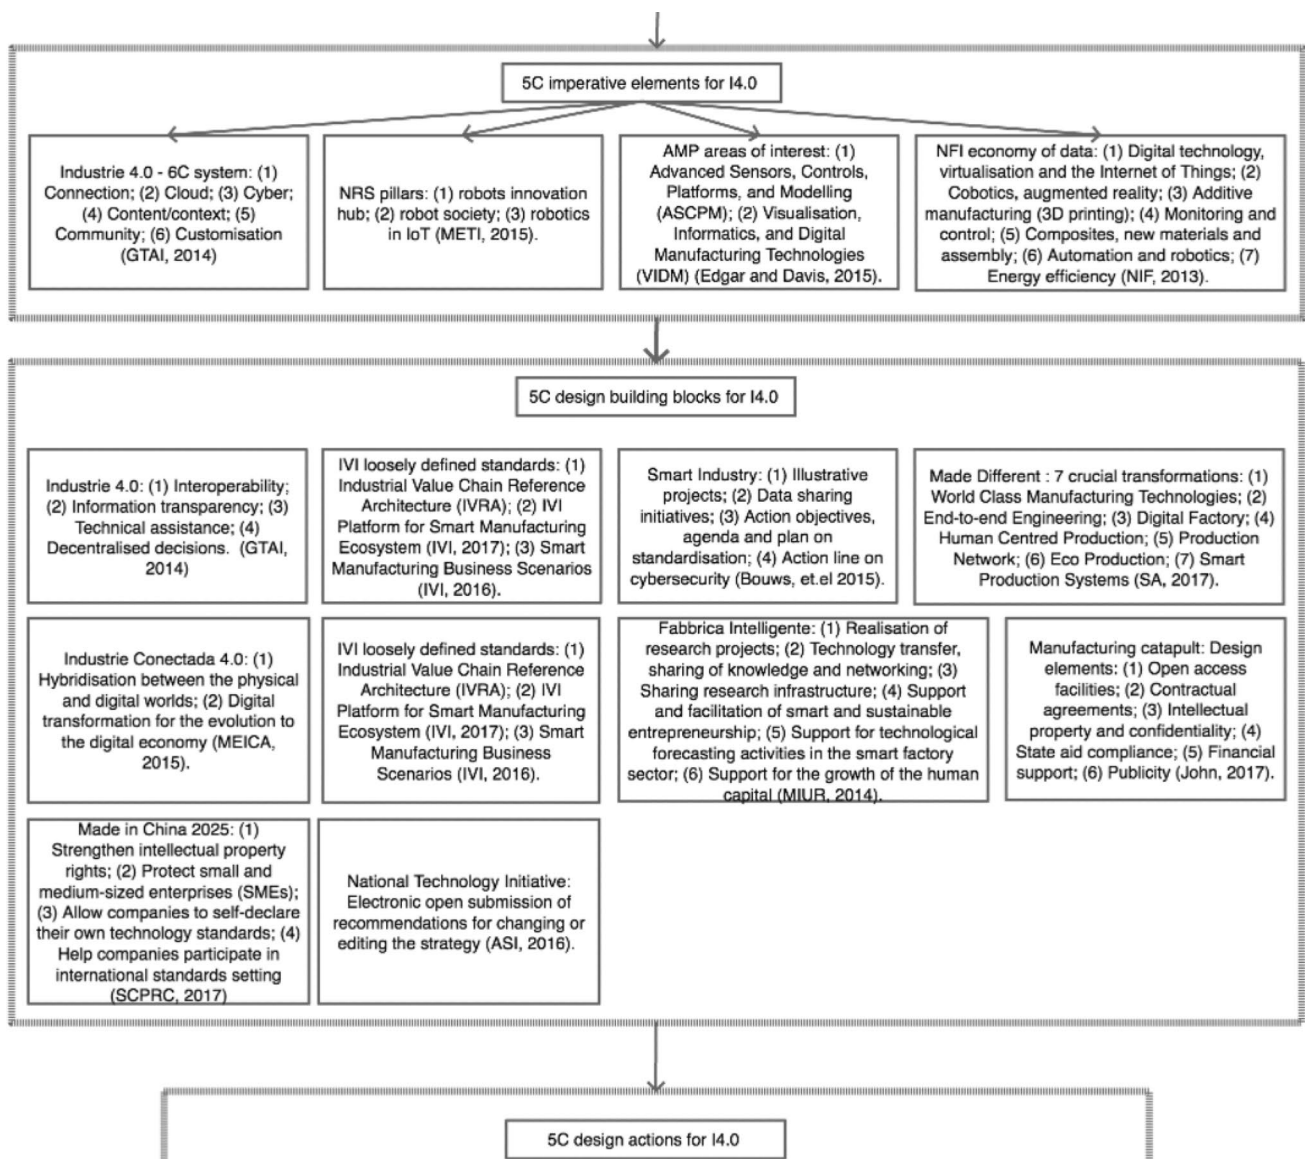 5C imperative elements for I4.0
Industrie 4.0 - 6C system: (1)
Connection; (2) Cloud; (3) Cyber;
(4) Content/context; (5)
Community; (6) Customisation
(GTAI, 2014)
NRS pillars: (1) robots innovation
hub; (2) robot society; (3) robotics
in IoT (METI, 2015).
AMP areas of interest: (1)
Advanced Sensors, Controls,
Platforms, and Modelling
(ASCPM); (2) Visualisation,
Informatics, and Digital
Manufacturing Technologies
(VIDM) (Edgar and Davis, 2015).
NFI economy of data: (1) Digital technology,
virtualisation and the Internet of Things; (2)
Cobotics, augmented reality; (3) Additive
manufacturing (3D printing); (4) Monitoring and
control; (5) Composites, new materials and
assembly; (6) Automation and robotics; (7)
Energy efficiency (NIF, 2013).
5C design building blocks for I4.0
Industrie 4.0: (1) Interoperability;
(2) Information transparency; (3)
Technical assistance; (4)
Decentralised decisions. (GTAI,
2014)
IVI loosely defined standards: (1)
Industrial Value Chain Reference
Architecture (IVRA); (2) IVI
Platform for Smart Manufacturing
Ecosystem (IVI, 2017); (3) Smart
Manufacturing Business Scenarios
(IVI, 2016).
Smart Industry: (1) Illustrative
projects; (2) Data sharing
initiatives; (3) Action objectives,
agenda and plan on
standardisation; (4) Action line on
cybersecurity (Bouws, et.el 2015).
Made Different : 7 crucial transformations: (1)
World Class Manufacturing Technologies; (2)
End-to-end Engineering; (3) Digital Factory; (4)
Human Centred Production; (5) Production
Network; (6) Eco Production; (7) Smart
Production Systems (SA, 2017).
Industrie Conectada 4.0: (1)
Hybridisation between the physical
and digital worlds; (2) Digital
transformation for the evolution to
the digital economy (MEICA,
2015).
IVI loosely defined standards: (1)
Industrial Value Chain Reference
Architecture (IVRA); (2) IVI
Platform for Smart Manufacturing
Ecosystem (IVI, 2017); (3) Smart
Manufacturing Business
Scenarios (IVI, 2016).
Fabbrica Intelligente: (1) Realisation of
research projects; (2) Technology transfer,
sharing of knowledge and networking; (3)
Sharing research infrastructure; (4) Support
and facilitation of smart and sustainable
entrepreneurship; (5) Support for technological
forecasting activities in the smart factory
sector; (6) Support for the growth of the human
capital (MIUR, 2014).
Manufacturing catapult: Design
elements: (1) Open access
facilities; (2) Contractual
agreements; (3) Intellectual
property and confidentiality; (4)
State aid compliance; (5) Financial
support; (6) Publicity (John, 2017).
Made in China 2025: (1)
Strengthen intellectual property
rights; (2) Protect small and
medium-sized enterprises (SMEs);
(3) Allow companies to self-declare
their own technology standards; (4)
Help companies participate in
international standards setting
(SCPRC, 2017)
National Technology Initiative:
Electronic open submission of
recommendations for changing or
editing the strategy (ASI, 2016).
5C design actions for I4.0